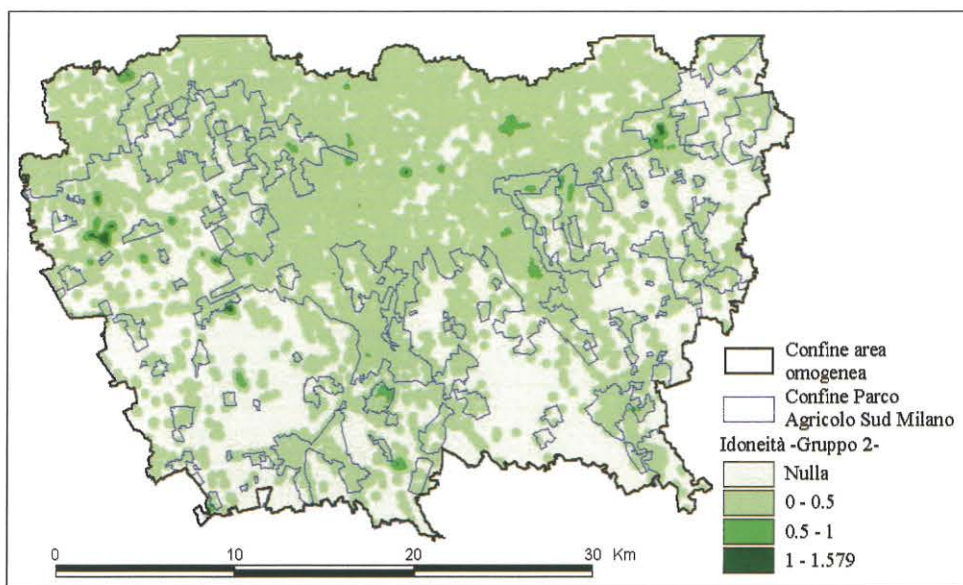 Confine area
omogenea
Confine Parco
Agricolo Sud Milano
Idoneità -Gruppo 2-
Nulla
0 - 0.5
0.5 - 1
1 - 1.579
0 10 20 30 Km